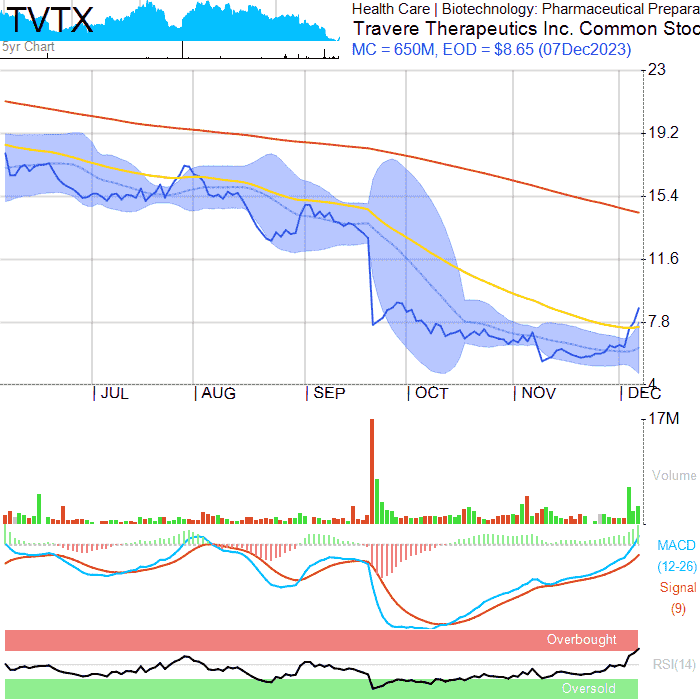 TVTX
Health Care | Biotechnology: Pharmaceutical Prepara
Travere Therapeutics Inc. Common Stoc
5yr Chart
MC = 650M, EOD = $8.65 (07Dec2023)
23
19.2
15.4
11.6
7.8
4
JUL AUG SEP OCT NOV DEC
17M
Volume
MACD
(12-26)
Signal
(9)
Overbought
RSI(14)
Oversold